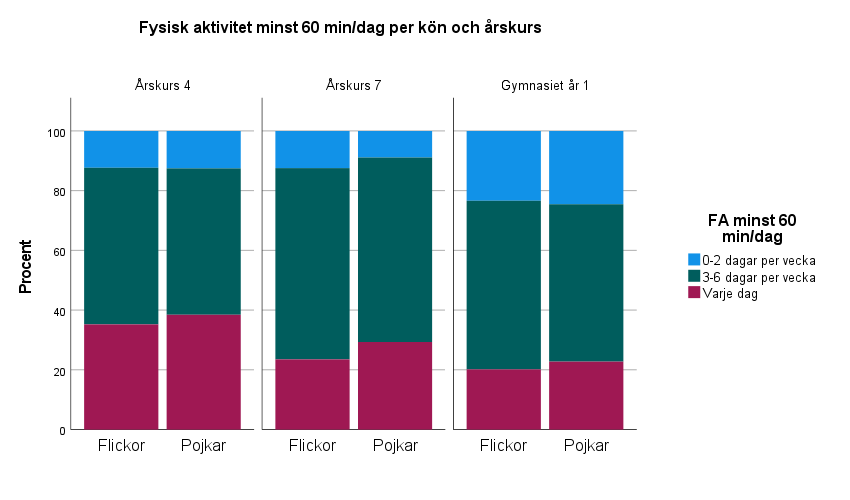 Fysisk aktivitet minst 60 min/dag per kön och årskurs
Årskurs 4
Årskurs 7
Gymnasiet år 1
Procent
100
80
60
40
20
0
Flickor
Pojkar
Flickor
Pojkar
Flickor
Pojkar
FA minst 60
min/dag
0-2 dagar per vecka
3-6 dagar per vecka
Varje dag